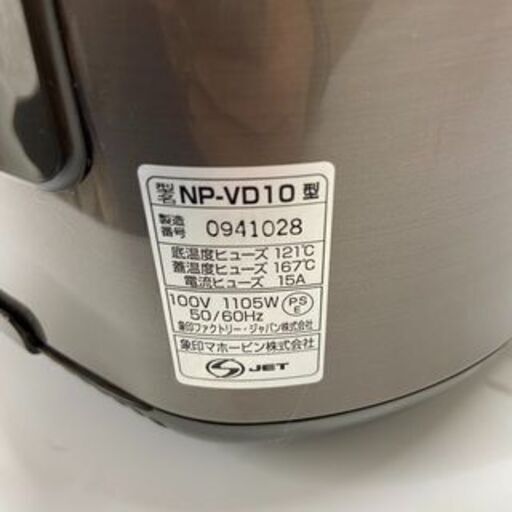 型名 NP-VD10 型
製造番号 0941028
底温度ヒューズ 121℃
蓋温度ヒューズ 167℃
電流ヒューズ 15A
100V 1105W PSE
50/60Hz
象印ファクトリー・ジャパン株式会社
象印マホービン株式会社
JET